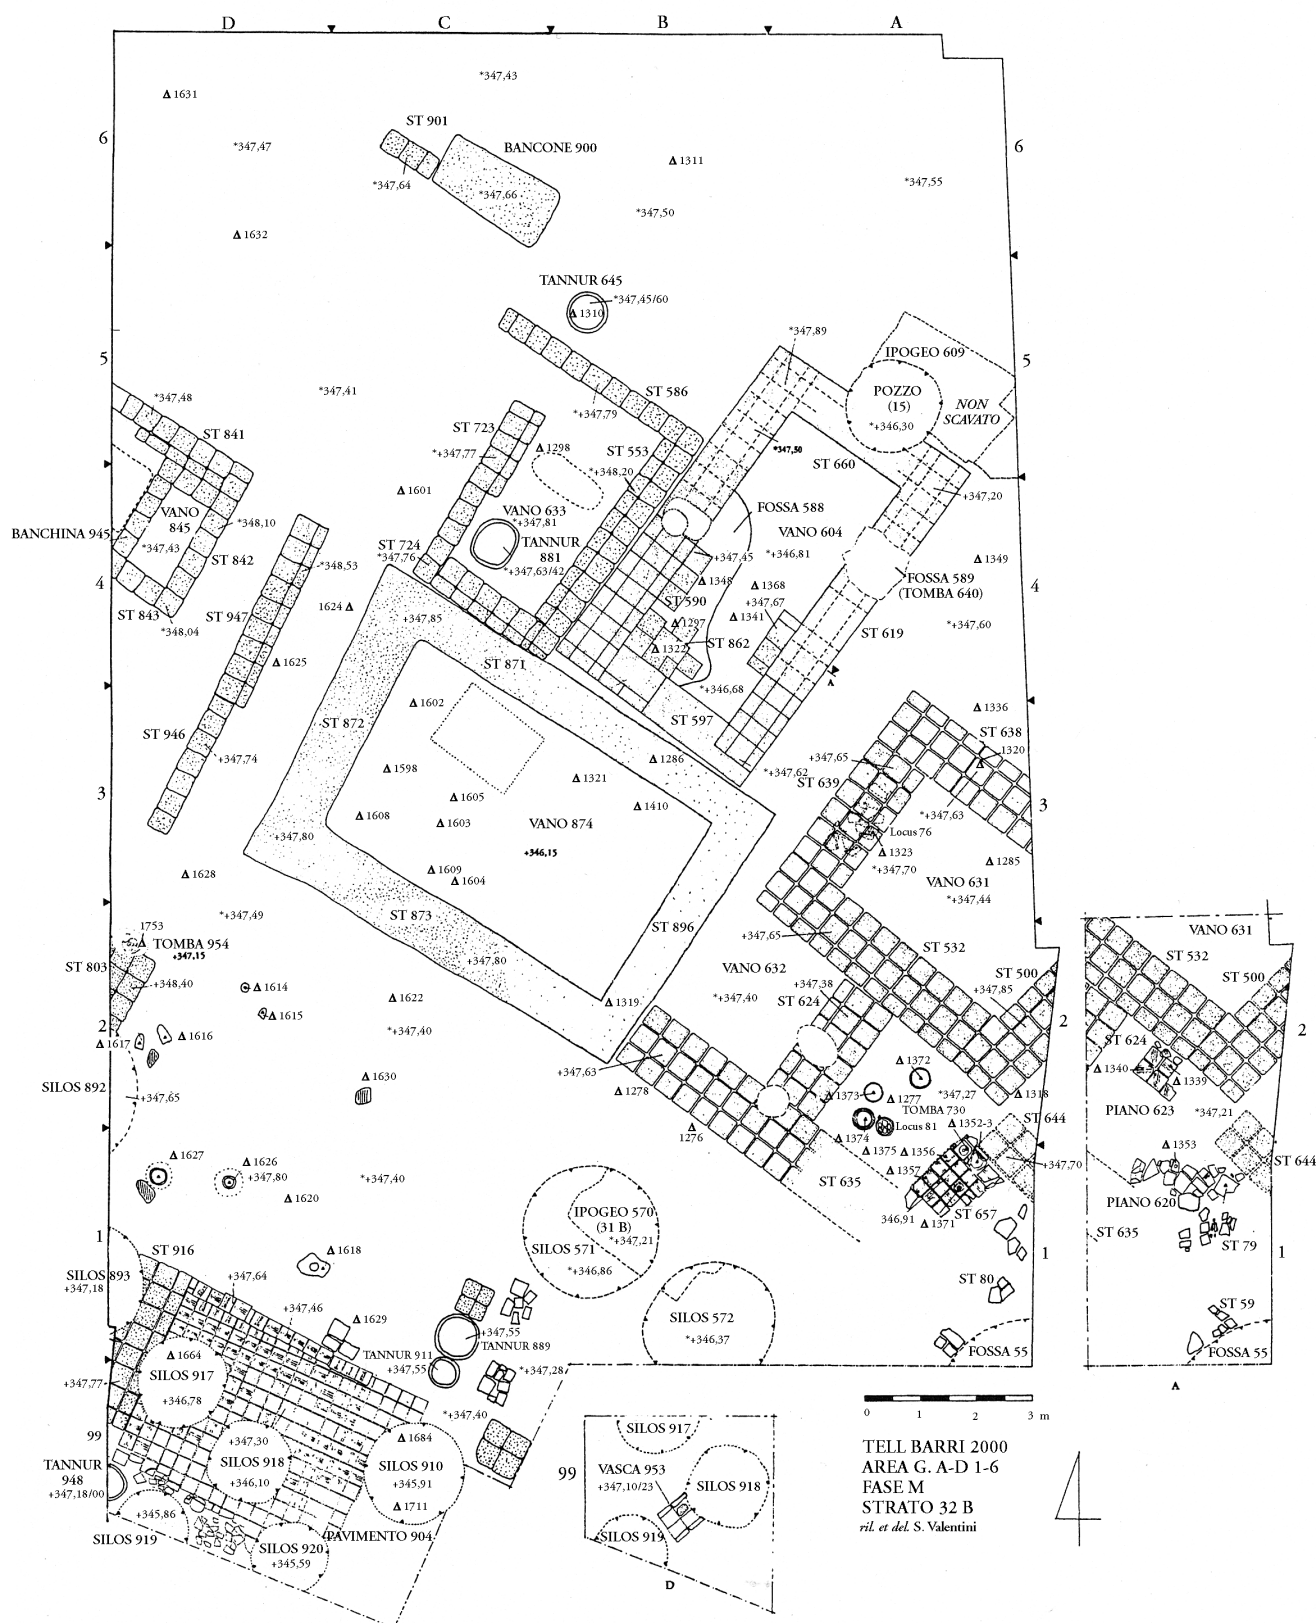 D C B A
*347,43
Δ 1631
ST 901
6
BANCONE 900
*347,47
*347,64
*347,66
Δ 1311
6
*347,55
*347,50
Δ 1632
TANNUR 645
*347,45/60
Δ 1310
*347,89
IPOGEO 609
5
5
*347,41
*347,48
ST 586
POZZO
(15)
*+346,30
NON
SCAVATO
*+347,79
ST 841
ST 723
Δ 1298
ST 553
*+347,77
*+348,20
*347,50
ST 660
Δ 1601
+347,20
VANO
845
BANCHINA 945
*348,10
*347,43
ST 842
VANO 633
*+347,81
TANNUR
881
*+347,63/42
FOSSA 588
VANO 604
*+346,81
ST 724
*347,76
*+347,45
Δ 1349
4
4
*348,53
Δ 1348
Δ 1368
*+347,67
FOSSA 589
(TOMBA 640)
ST 590
Δ 1341
ST 843
*348,04
ST 947
1624 Δ
*+347,85
Δ 1297
ST 862
Δ 1322
ST 619
*+347,60
Δ 1625
ST 871
*+346,68
A
ST 872
Δ 1602
ST 597
Δ 1336
ST 638
1320
ST 946
*+347,74
Δ 1598
Δ 1286
Δ 1321
*+347,62
+347,65
ST 639
3
3
Δ 1605
Δ 1410
Δ 1608
Δ 1603
VANO 874
+346,15
*+347,63
Locus 76
*+347,80
Δ 1323
*+347,70
Δ 1285
Δ 1628
Δ 1609
Δ 1604
VANO 631
*+347,44
*+347,49
ST 873
ST 896
1753
TOMBA 954
+347,15
+347,65
ST 532
VANO 631
ST 532
ST 803
*+348,40
*+347,80
VANO 632
*+347,38
ST 500
+347,85
ST 500
Δ 1614
Δ 1622
Δ 1319
*+347,40
ST 624
Δ 1615
2
Δ 1616
Δ 1617
*+347,40
2
ST 624
2
SILOS 892
Δ 1630
+347,63
Δ 1372
Δ 1340
Δ 1339
*+347,65
Δ 1278
Δ 1373
Δ 1277
*347,27
Δ 1318
PIANO 623
*347,21
TOMBA 730
Locus 81
Δ 1352-3
ST 644
1276
Δ 1374
Δ 1375
Δ 1356
Δ 1353
ST 644
Δ 1627
Δ 1626
*+347,80
*+347,40
Δ 1357
+347,70
Δ 1620
ST 635
346,91
Δ 1371
ST 657
PIANO 620
IPOGEO 570
(31 B)
*+347,21
1
SILOS 571
*+346,86
ST 635
ST 79
ST 916
Δ 1618
1
1
SILOS 893
+347,18
*+347,64
ST 80
*+347,46
Δ 1629
SILOS 572
*+346,37
ST 59
*+347,55
TANNUR 889
Δ 1664
TANNUR 911
+347,55
*+347,28
FOSSA 55
FOSSA 55
SILOS 917
+347,77
+346,78
A
*+347,40
0 1 2 3 m
99
+347,30
SILOS 918
+346,10
Δ 1684
SILOS 910
+345,91
Δ 1711
SILOS 917
TANNUR
948
+347,18/00
99
VASCA 953
+347,10/23
SILOS 918
TELL BARRI 2000
AREA G. A-D 1-6
FASE M
STRATO 32 B
ril. et del. S. Valentini
+345,86
SILOS 919
PAVIMENTO 904
SILOS 920
+345,59
SILOS 919
D